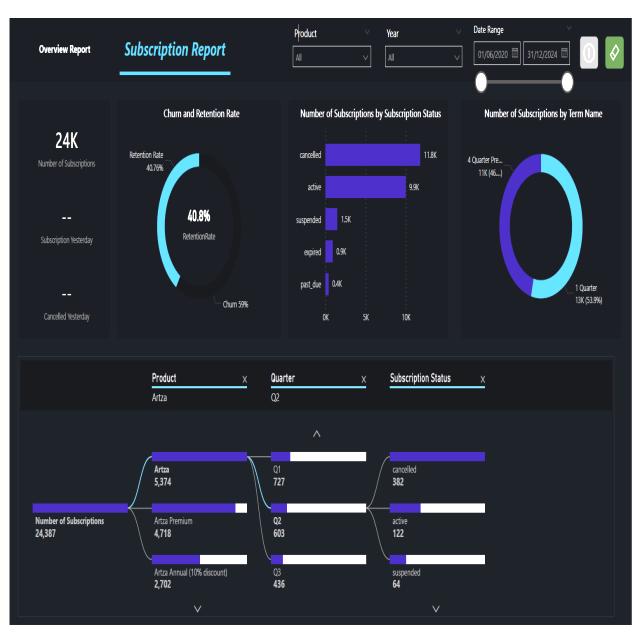 Overview Report
Subscription Report
Product
All
Year
All
Date Range
01/06/2020
31/12/2024
24K
Number of Subscriptions
--
Subscription Yesterday
--
Cancelled Yesterday
Churn and Retention Rate
Retention Rate
40.76%
40.8%
RetentionRate
Churn 59%
Number of Subscriptions by Subscription Status
cancelled 11.8K
active 9.9K
suspended 1.5K
expired 0.9K
past_due 0.4K
0K 5K 10K
Number of Subscriptions by Term Name
4 Quarter Pre...
11K (46....)
1 Quarter
13K (53.9%)
Product X
Artza
Quarter X
Q2
Subscription Status X
Number of Subscriptions
24,387
Artza
5,374
Artza Premium
4,718
Artza Annual (10% discount)
2,702
Q1
727
Q2
603
Q3
436
cancelled
382
active
122
suspended
64